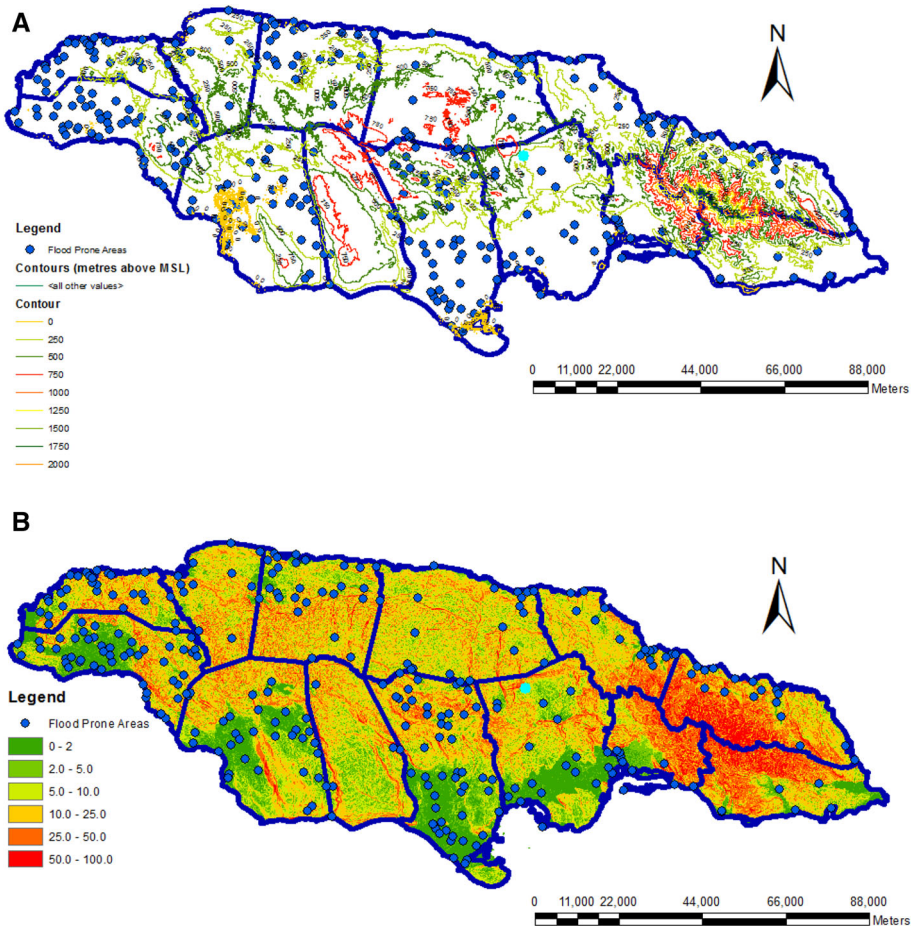 A
N
Legend
Flood Prone Areas
Contours (metres above MSL)
<all other values>
Contour
0
250
500
750
1000
1250
1500
1750
2000
0 11,000 22,000 44,000 66,000 88,000
Meters
B
N
Legend
Flood Prone Areas
0 - 2
2.0 - 5.0
5.0 - 10.0
10.0 - 25.0
25.0 - 50.0
50.0 - 100.0
0 11,000 22,000 44,000 66,000 88,000
Meters